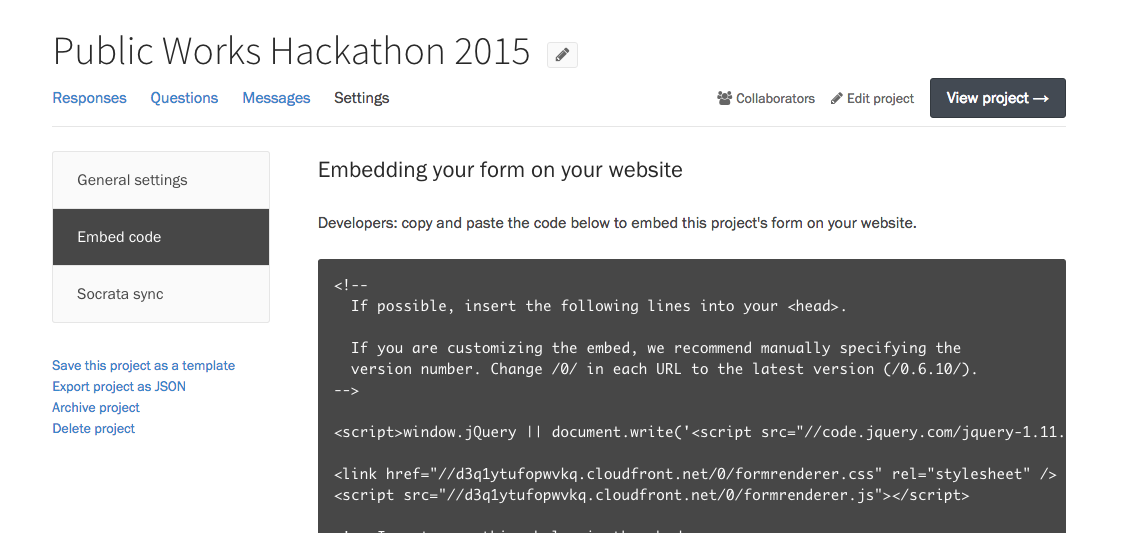 Public Works Hackathon 2015
Responses Questions Messages Settings Collaborators Edit project View project →
General settings
Embed code
Socrata sync
Save this project as a template
Export project as JSON
Archive project
Delete project
Embedding your form on your website
Developers: copy and paste the code below to embed this project's form on your website.
<!--
If possible, insert the following lines into your <head>.
If you are customizing the embed, we recommend manually specifying the
version number. Change /0/ in each URL to the latest version (/0.6.10/).
-->
<script>window.jQuery || document.write('<script src="//code.jquery.com/jquery-1.11.
<link href="//d3q1ytufopwvkq.cloudfront.net/0/formrenderer.css" rel="stylesheet" />
<script src="//d3q1ytufopwvkq.cloudfront.net/0/formrenderer.js"></script>